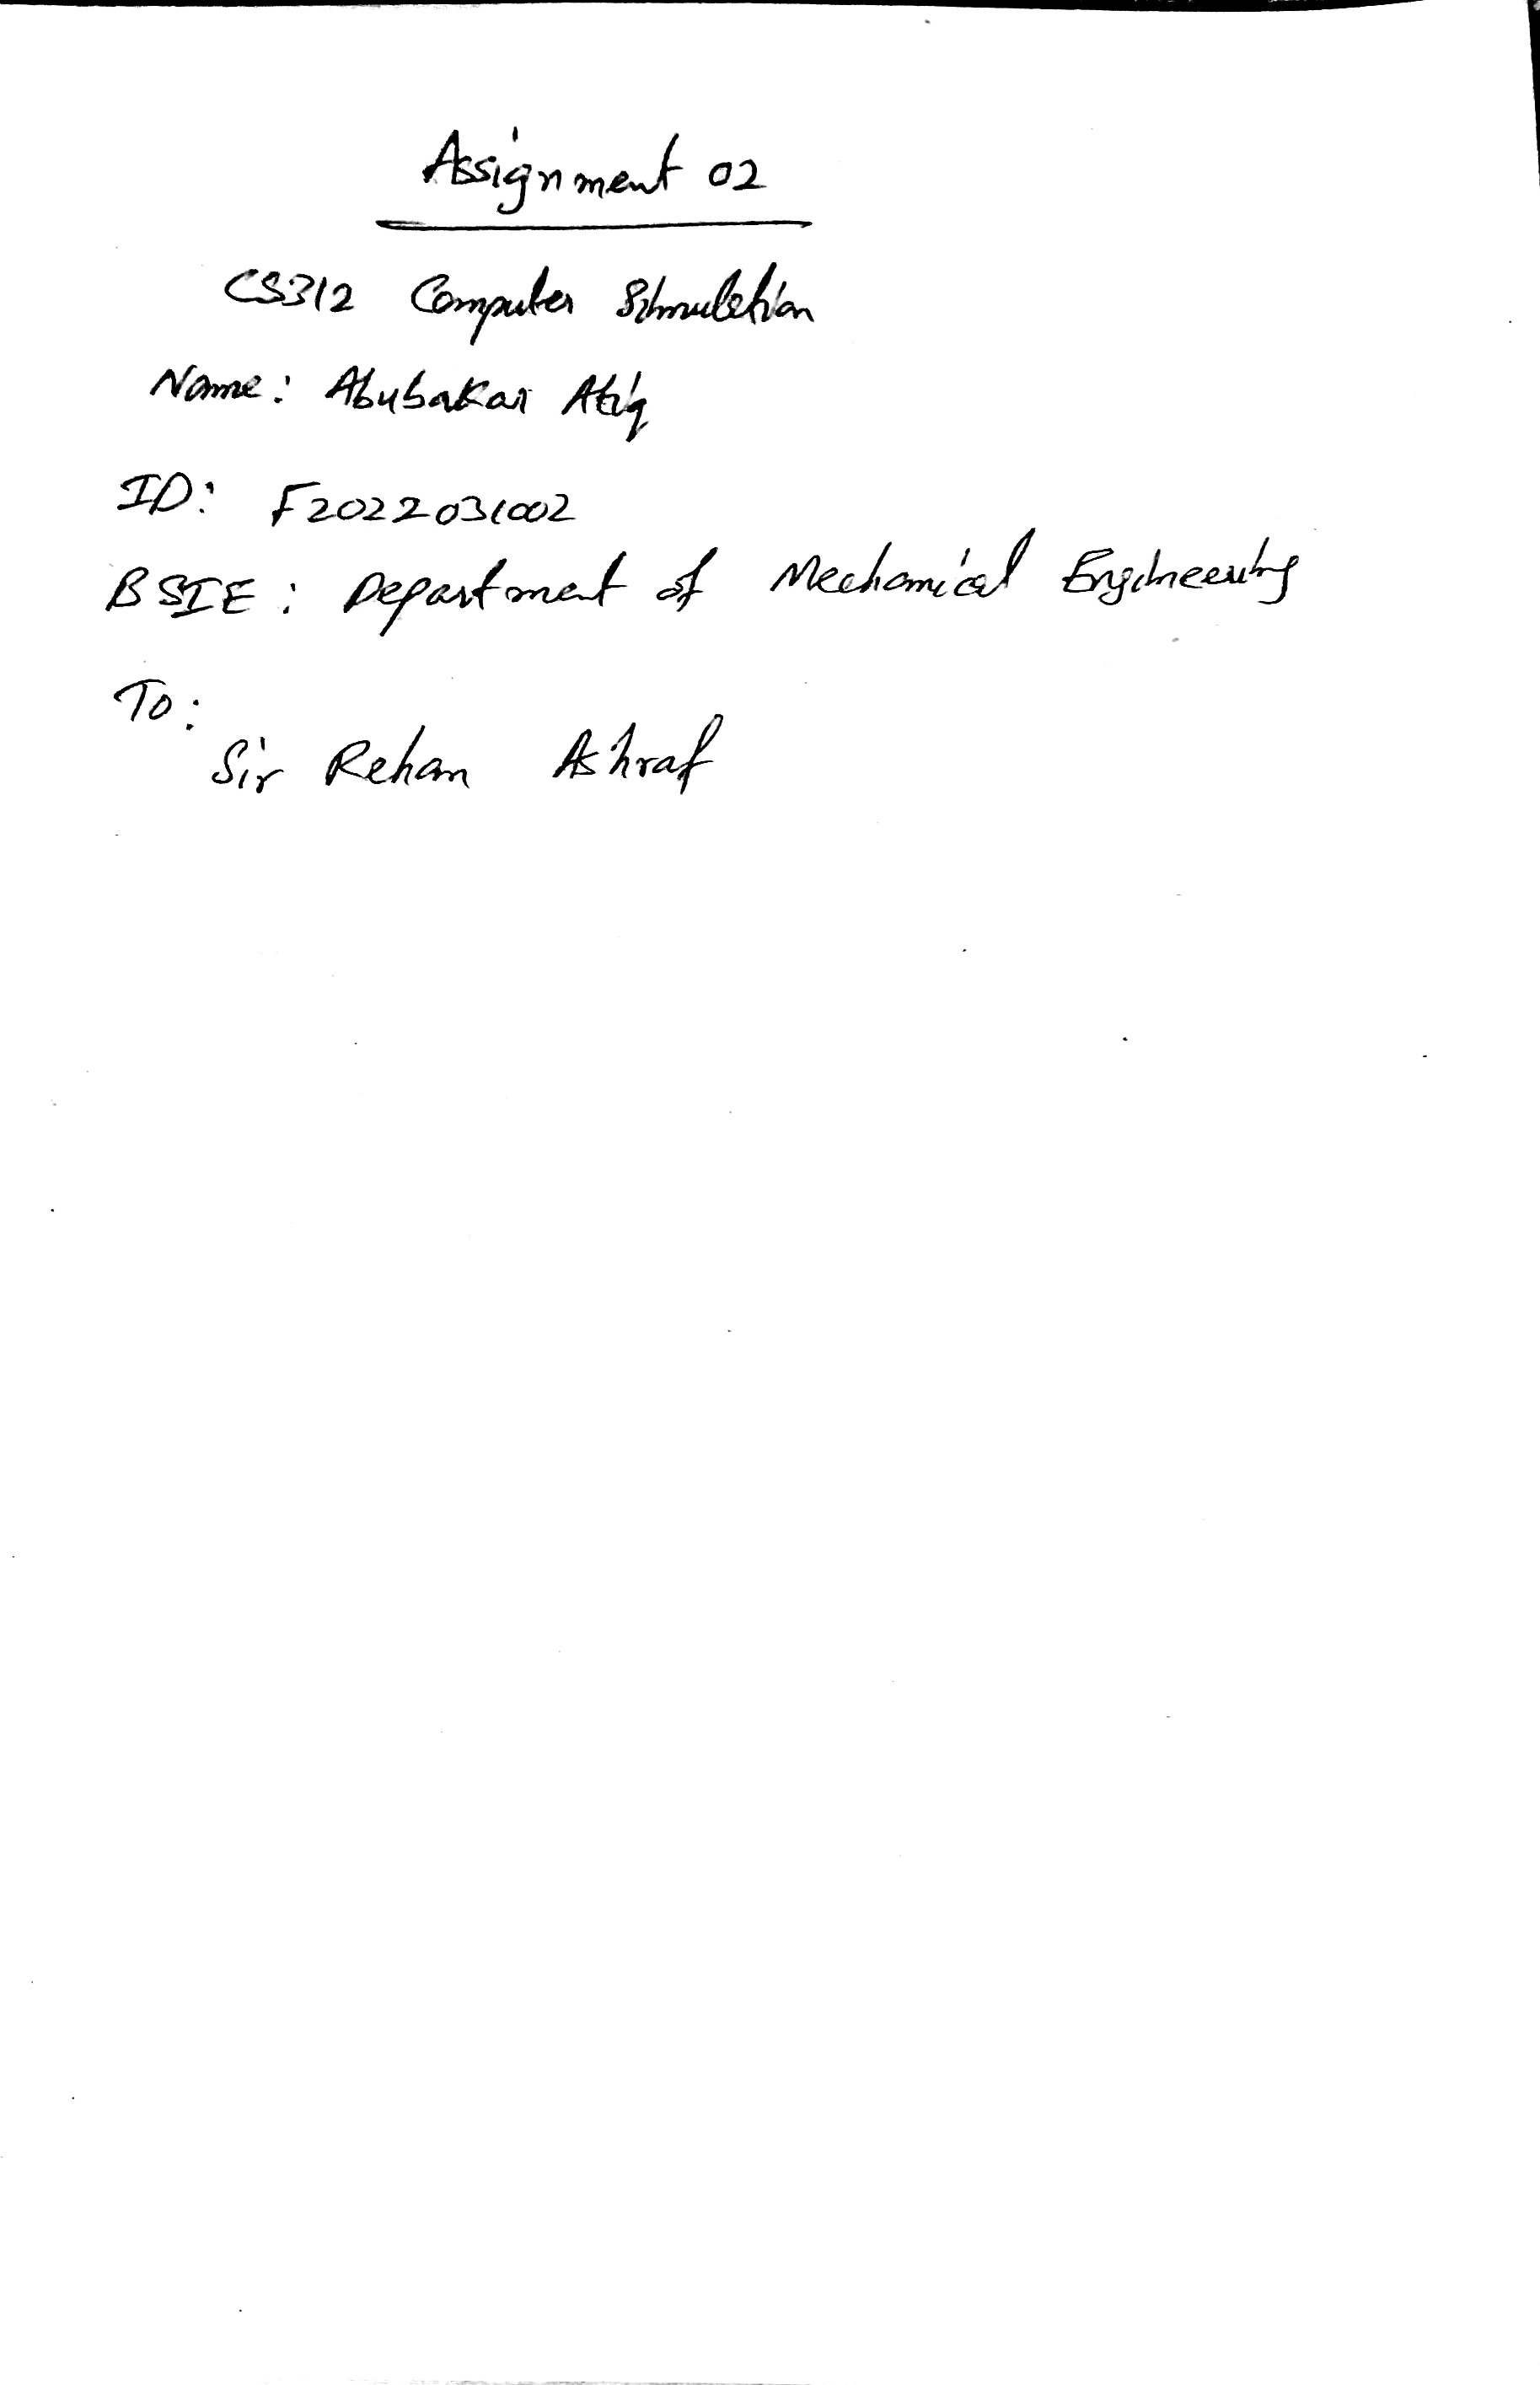 Assignment 02
CS312 Computer Simulation
Name: Abubakar Atiq
ID: F2022031002
BSIE: Department of Mechanical Engineering
To:
Sir Rehan Ashraf